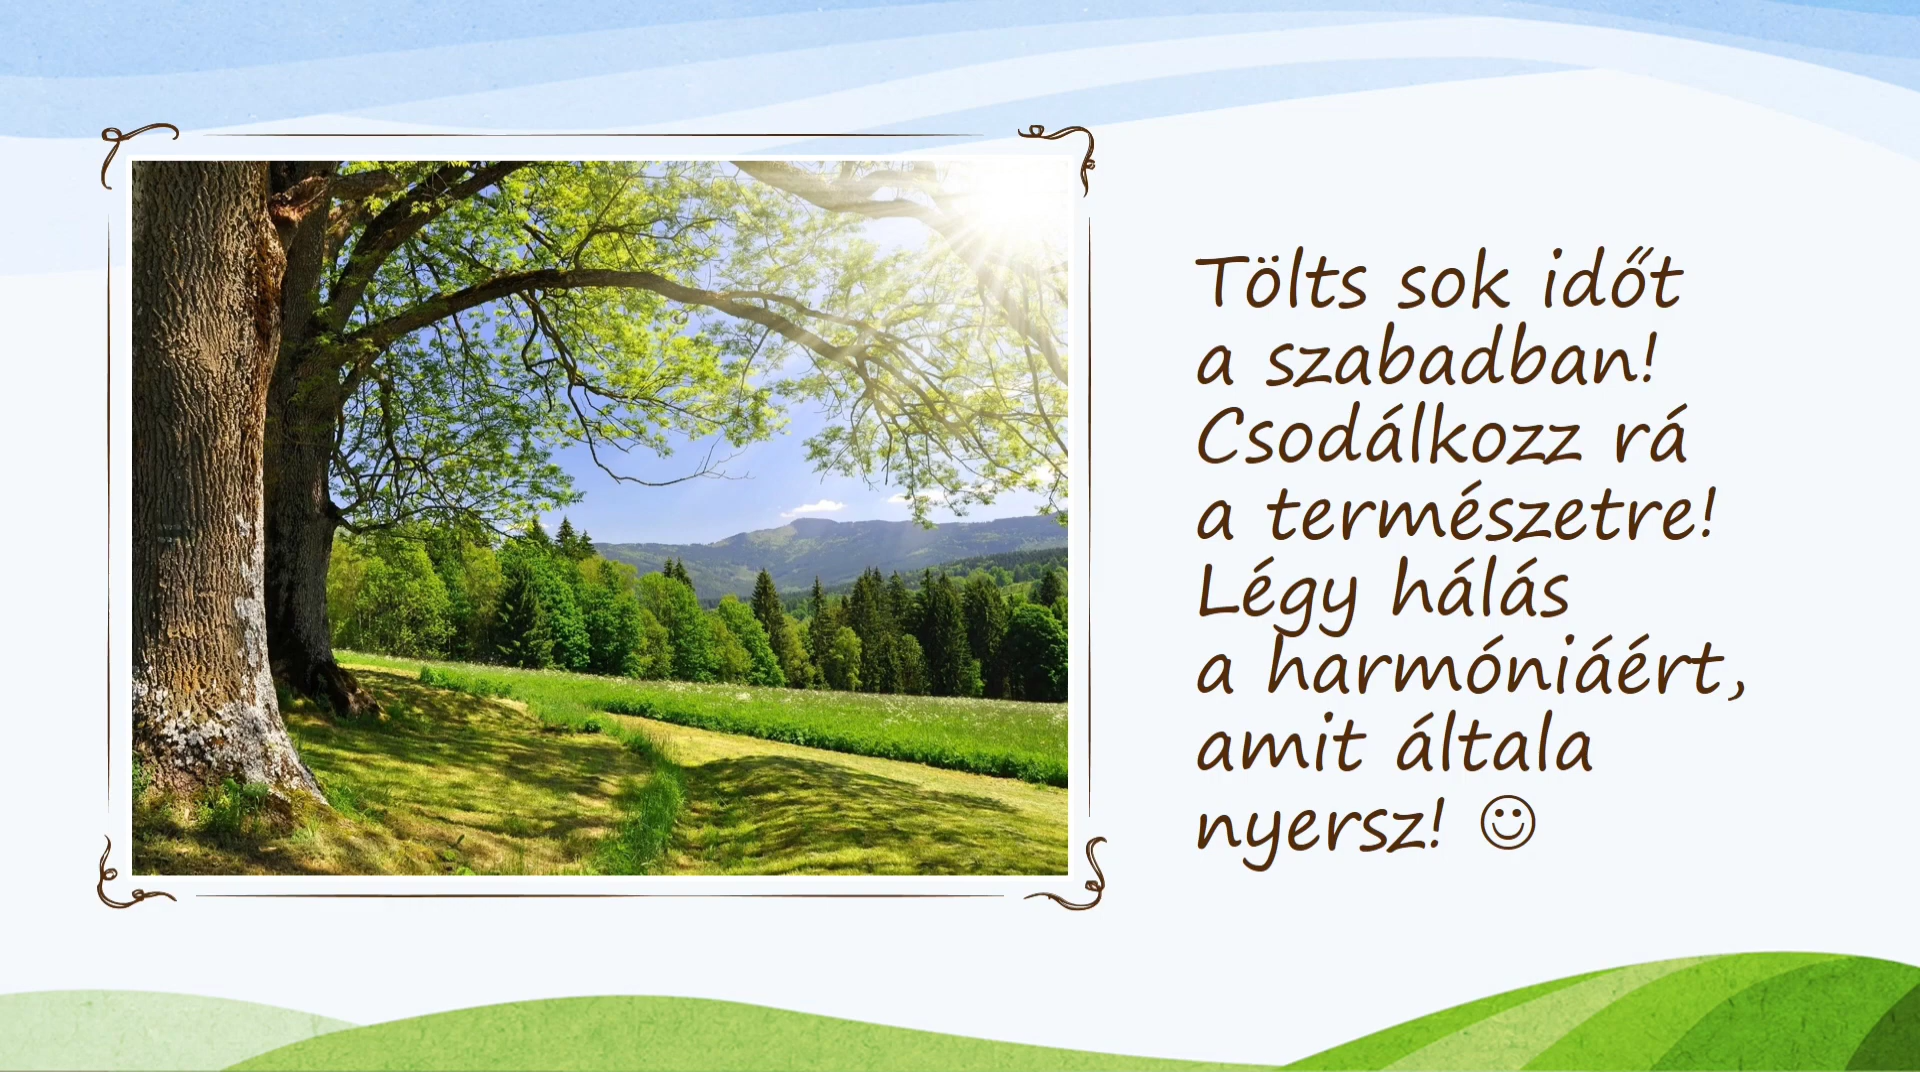 Tölts sok időt
a szabadban!
Csodálkozz rá
a természetre!
Légy hálás
a harmóniáért,
amit általa
nyersz! ☺